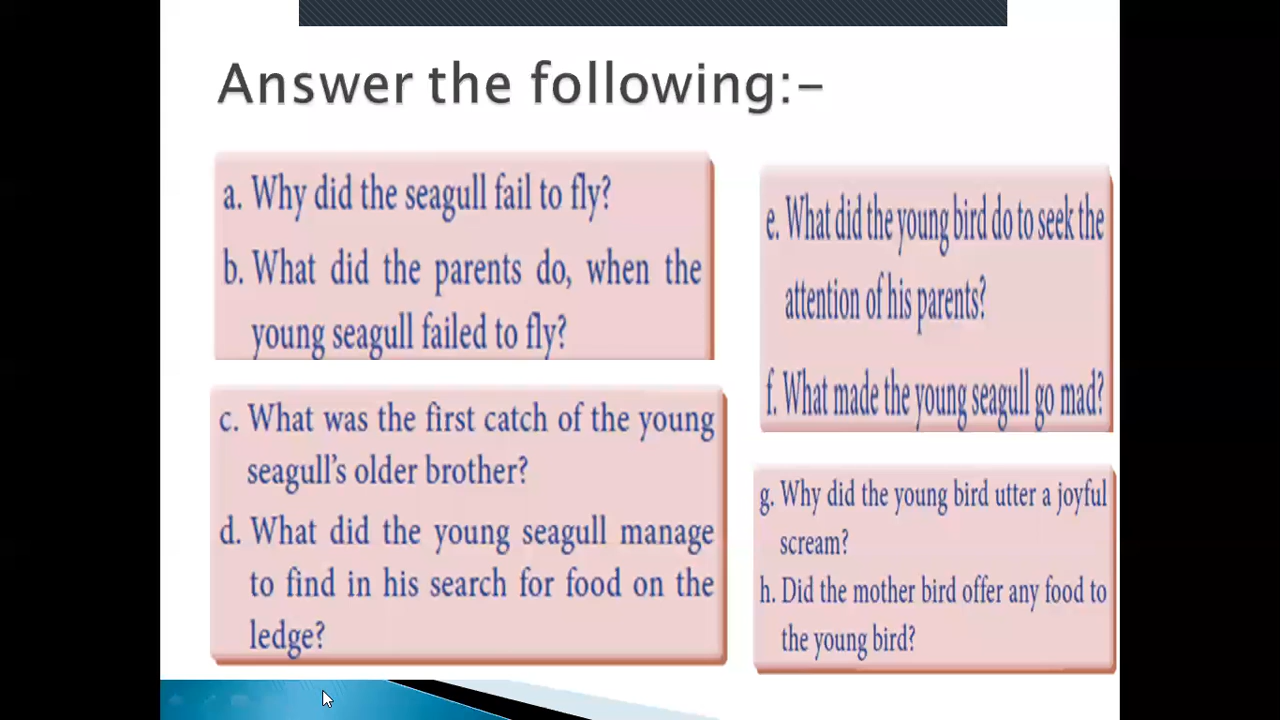 Answer the following:–
a. Why did the seagull fail to fly?
b. What did the parents do, when the
young seagull failed to fly?
c. What was the first catch of the young
seagull's older brother?
d. What did the young seagull manage
to find in his search for food on the
ledge?
e. What did the young bird do to seek the
attention of his parents?
f. What made the young seagull go mad?
g. Why did the young bird utter a joyful
scream?
h. Did the mother bird offer any food to
the young bird?